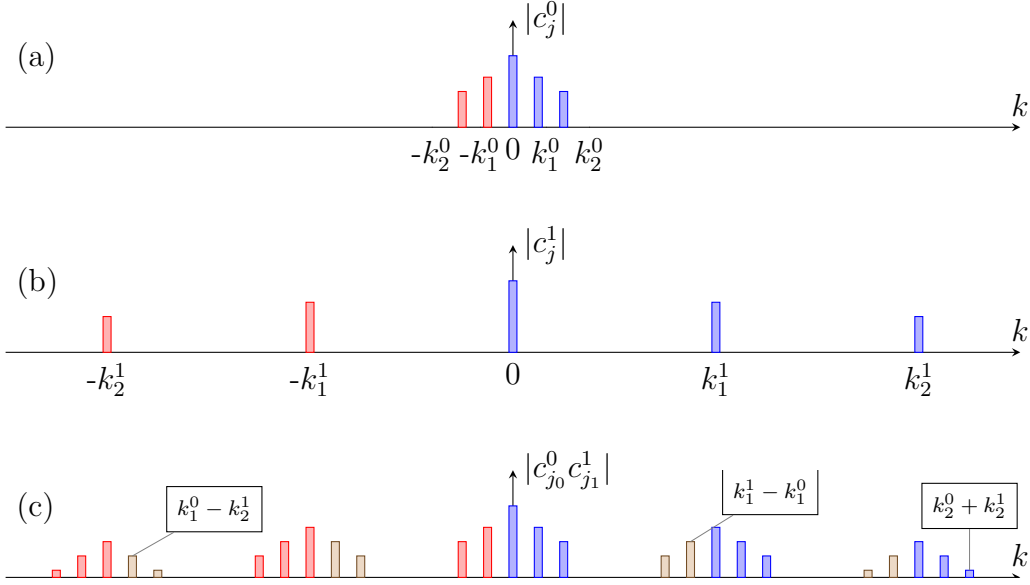 |c_j^0|
(a)
k
-k_2^0 -k_1^0 0 k_1^0 k_2^0
|c_j^1|
(b)
k
-k_2^1 -k_1^1 0 k_1^1 k_2^1
|c_{j_0}^0 c_{j_1}^1|
(c)
k_1^0 − k_2^1
k_1^1 − k_1^0
k_2^0 + k_2^1
k